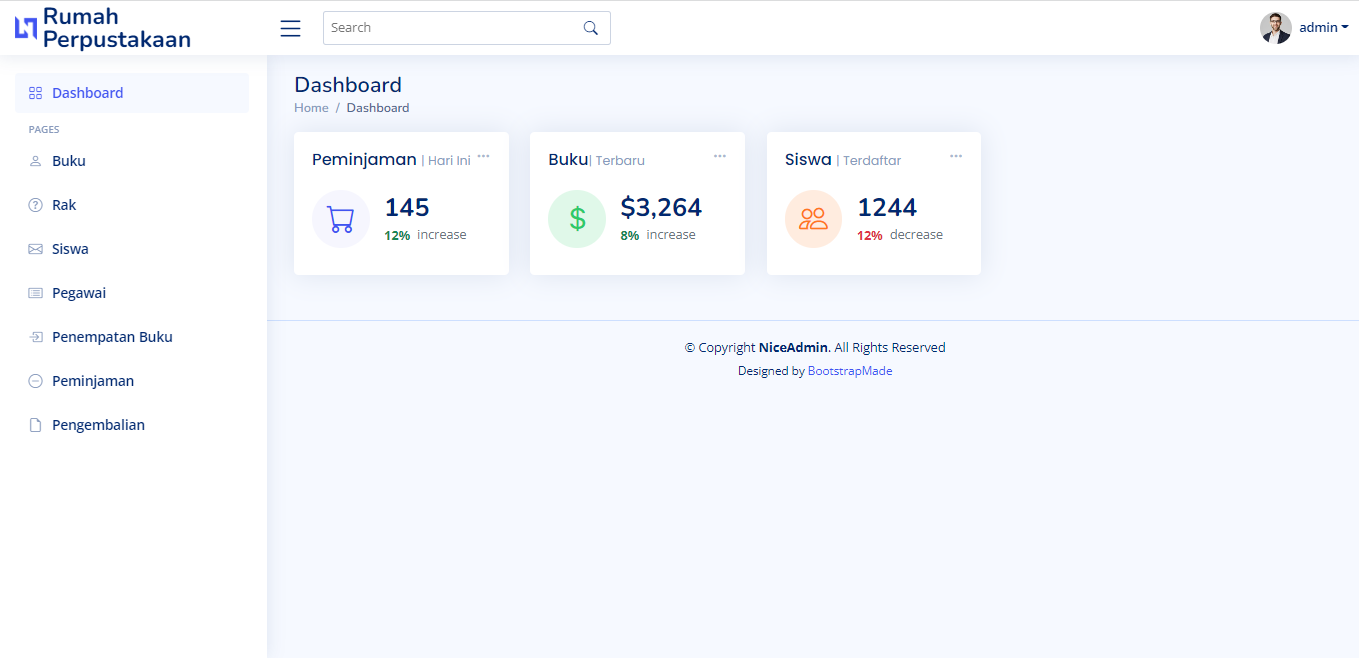 Rumah
Perpustakaan
Search
admin
Dashboard
PAGES
Buku
Rak
Siswa
Pegawai
Penempatan Buku
Peminjaman
Pengembalian
Dashboard
Home / Dashboard
Peminjaman | Hari Ini
145
12% increase
Buku| Terbaru
$
$3,264
8% increase
Siswa | Terdaftar
1244
12% decrease
© Copyright NiceAdmin. All Rights Reserved
Designed by BootstrapMade